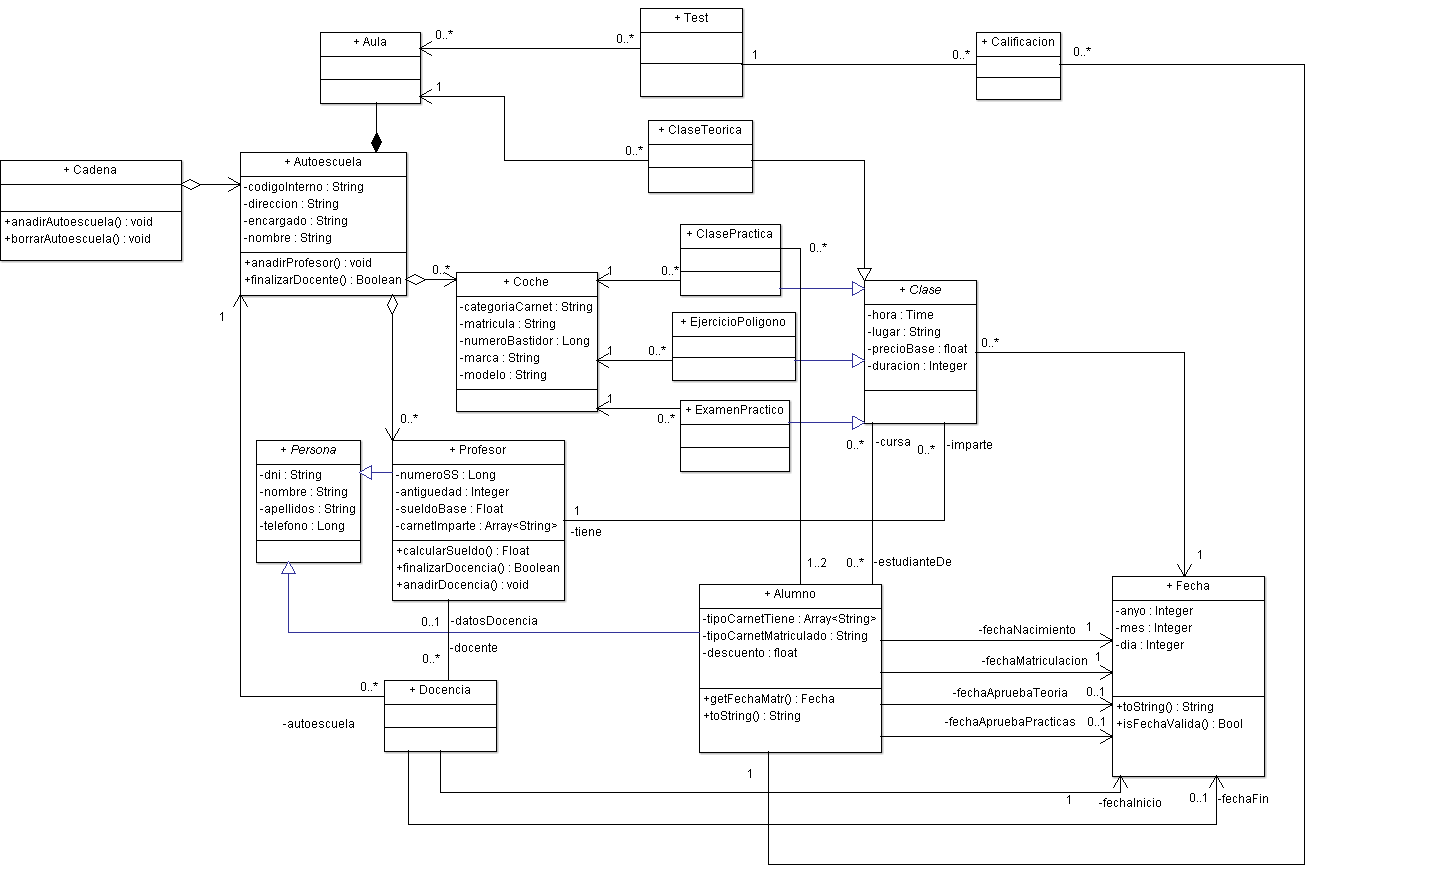 + Test
0..*
0..*
+ Aula
1
0..*
+ Calificacion
0..*
1
+ ClaseTeorica
0..*
+ Cadena
+anadirAutoescuela() : void
+borrarAutoescuela() : void
+ Autoescuela
-codigoInterno : String
-direccion : String
-encargado : String
-nombre : String
+anadirProfesor() : void
+finalizarDocente() : Boolean
0..*
1
+ Coche
-categoriaCarnet : String
-matricula : String
-numeroBastidor : Long
-marca : String
-modelo : String
+ ClasePractica
0..*
1
0..*
+ EjercicioPoligono
1
0..*
+ ExamenPractico
1
0..*
+ Clase
-hora : Time
-lugar : String
-precioBase : float
-duracion : Integer
0..*
0..*
-cursa
0..*
-imparte
0..*
+ Persona
-dni : String
-nombre : String
-apellidos : String
-telefono : Long
+ Profesor
-numeroSS : Long
-antiguedad : Integer
-sueldoBase : Float
-carnetImparte : Array<String>
+calcularSueldo() : Float
+finalizarDocencia() : Boolean
+anadirDocencia() : void
1
-tiene
1..2
0..*
-estudianteDe
1
0..1
-datosDocencia
-docente
0..*
0..*
+ Docencia
-autoescuela
+ Alumno
-tipoCarnetTiene : Array<String>
-tipoCarnetMatriculado : String
-descuento : float
+getFechaMatr() : Fecha
+toString() : String
-fechaNacimiento
1
-fechaMatriculacion
1
-fechaApruebaTeoria
0..1
-fechaApruebaPracticas
0..1
+ Fecha
-anyo : Integer
-mes : Integer
-dia : Integer
+toString() : String
+isFechaValida() : Bool
1
1
-fechaInicio
0..1
-fechaFin